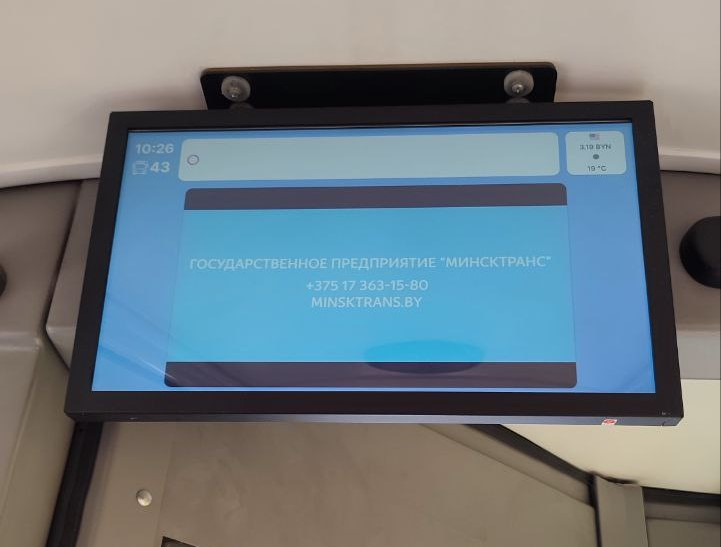 10:26
43
3.19 BYN
19 °C
ГОСУДАРСТВЕННОЕ ПРЕДПРИЯТИЕ "МИНСКТРАНС"
+375 17 363-15-80
MINSKTRANS.BY